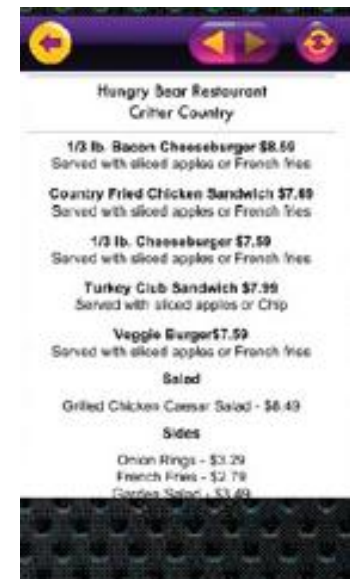 Hungry Bear Restaurant
Critter Country
1/3 lb. Bacon Cheeseburger $8.59
Served with sliced apples or French fries
Country Fried Chicken Sandwich $7.69
Served with sliced apples or French fries
1/3 lb. Cheeseburger $7.59
Served with sliced apples or French fries
Turkey Club Sandwich $7.99
Served with sliced apples or Chip
Veggie Burger$7.59
Served with sliced apples or French fries
Salad
Grilled Chicken Caesar Salad - $8.49
Sides
Onion Rings - $3.29
French Fries - $2.79
Garden Salad - $3.49